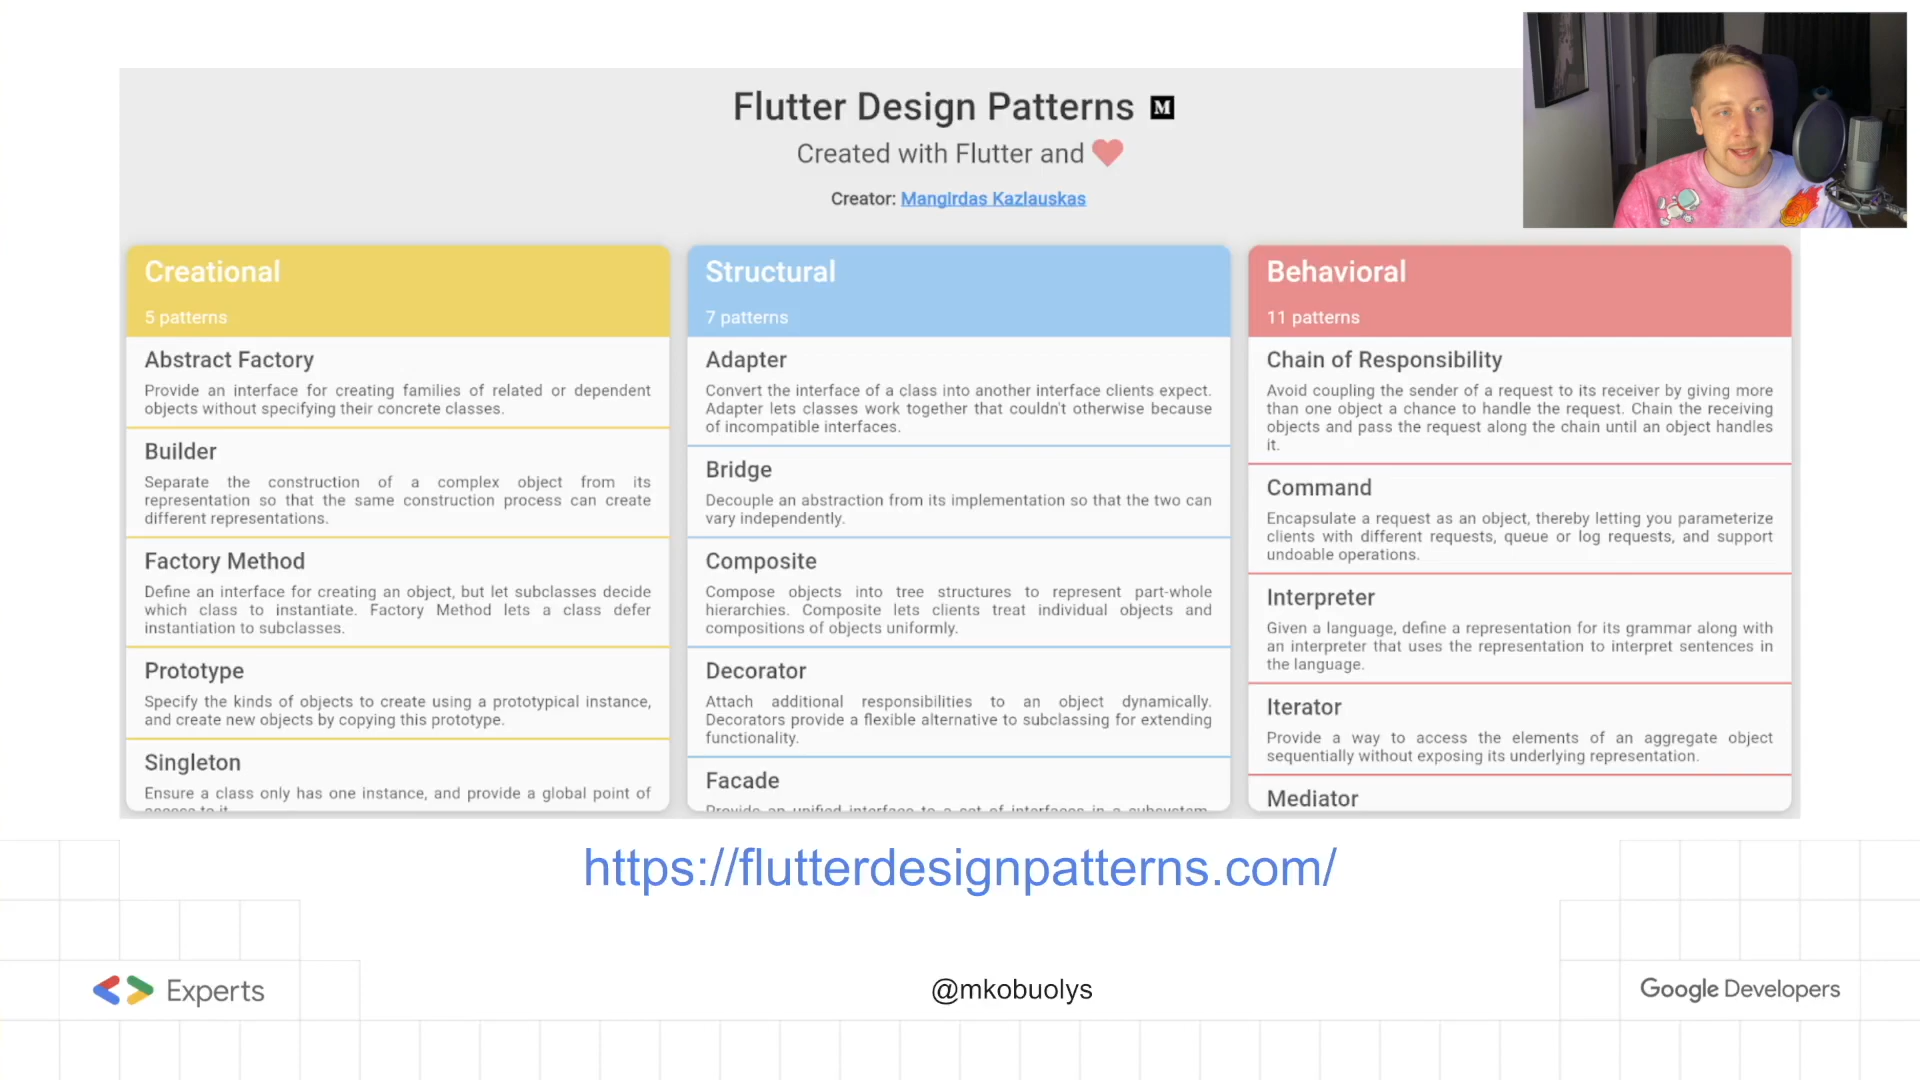 Flutter Design Patterns M
Created with Flutter and
Creator: Mangirdas Kazlauskas
Creational
5 patterns
Abstract Factory
Provide an interface for creating families of related or dependent
objects without specifying their concrete classes.
Builder
Separate the construction of a complex object from its
representation so that the same construction process can create
different representations.
Factory Method
Define an interface for creating an object, but let subclasses decide
which class to instantiate. Factory Method lets a class defer
instantiation to subclasses.
Prototype
Specify the kinds of objects to create using a prototypical instance,
and create new objects by copying this prototype.
Singleton
Ensure a class only has one instance, and provide a global point of
access to it.
Structural
7 patterns
Adapter
Convert the interface of a class into another interface clients expect.
Adapter lets classes work together that couldn't otherwise because
of incompatible interfaces.
Bridge
Decouple an abstraction from its implementation so that the two can
vary independently.
Composite
Compose objects into tree structures to represent part-whole
hierarchies. Composite lets clients treat individual objects and
compositions of objects uniformly.
Decorator
Attach additional responsibilities to an object dynamically.
Decorators provide a flexible alternative to subclassing for extending
functionality.
Facade
Provide an unified interface to a set of interfaces in a subsystem.
Behavioral
11 patterns
Chain of Responsibility
Avoid coupling the sender of a request to its receiver by giving more
than one object a chance to handle the request. Chain the receiving
objects and pass the request along the chain until an object handles
it.
Command
Encapsulate a request as an object, thereby letting you parameterize
clients with different requests, queue or log requests, and support
undoable operations.
Interpreter
Given a language, define a representation for its grammar along with
an interpreter that uses the representation to interpret sentences in
the language.
Iterator
Provide a way to access the elements of an aggregate object
sequentially without exposing its underlying representation.
Mediator
https://flutterdesignpatterns.com/
Experts
@mkobuolys
Google Developers